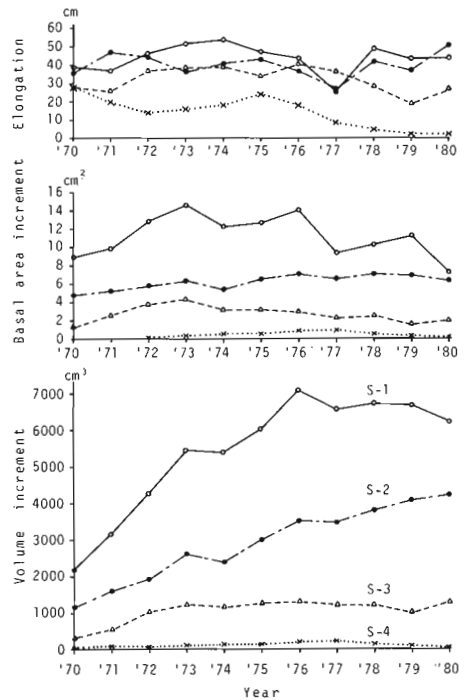 cm
Elongation
60
50
40
30
20
10
0
'70 '71 '72 '73 '74 '75 '76 '77 '78 '79 '80
cm2
Basal area increment
16
14
12
10
8
6
4
2
0
'70 '71 '72 '73 '74 '75 '76 '77 '78 '79 '80
cm3
Volume increment
7000
6000
5000
4000
3000
2000
1000
0
S-1
S-2
S-3
S-4
'70 '71 '72 '73 '74 '75 '76 '77 '78 '79 '80
Year